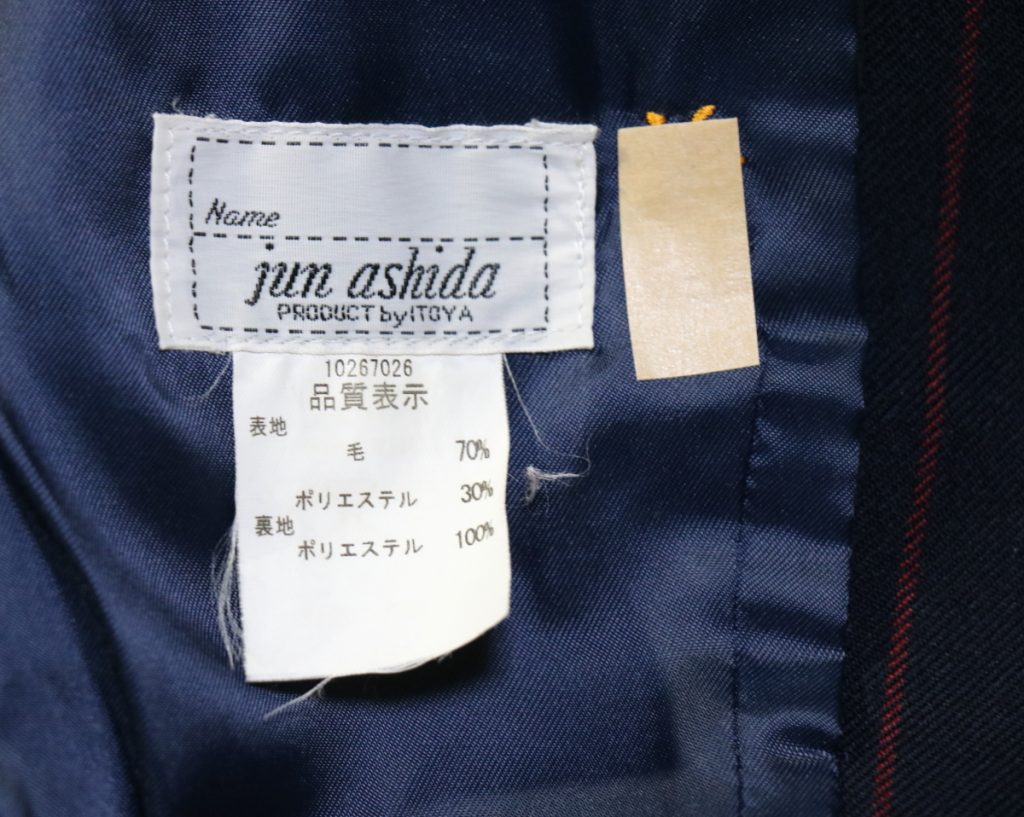 Name
jun ashida
PRODUCT by ITOYA
10267026
品質表示
表地
毛 70%
ポリエステル 30%
裏地
ポリエステル 100%